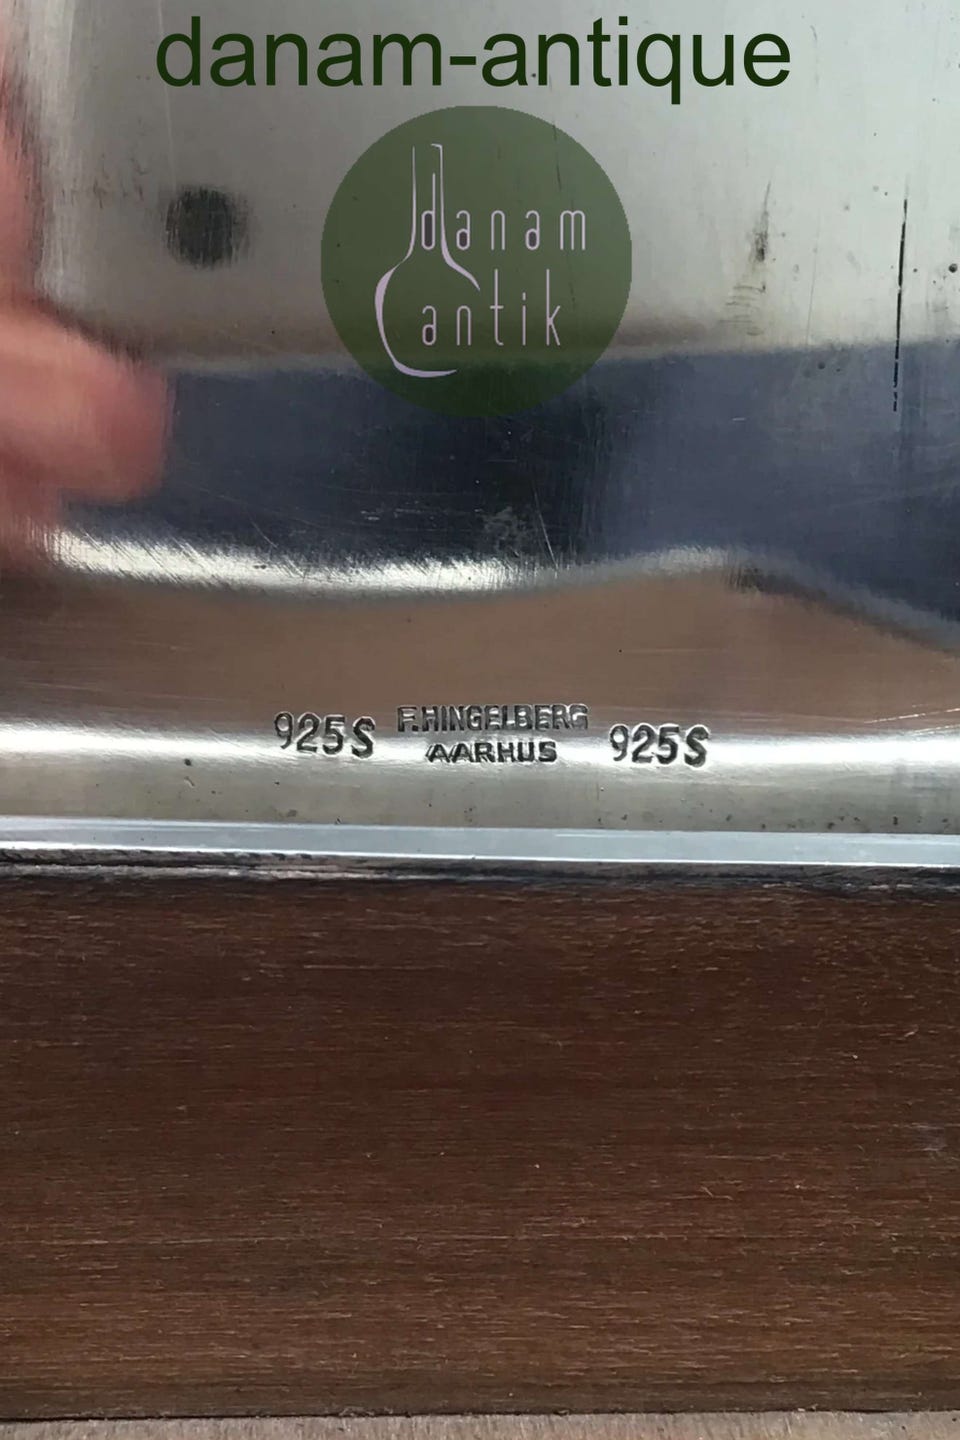 danam-antique
danam
antik
925S F.HINGELBERG 925S
AARHUS